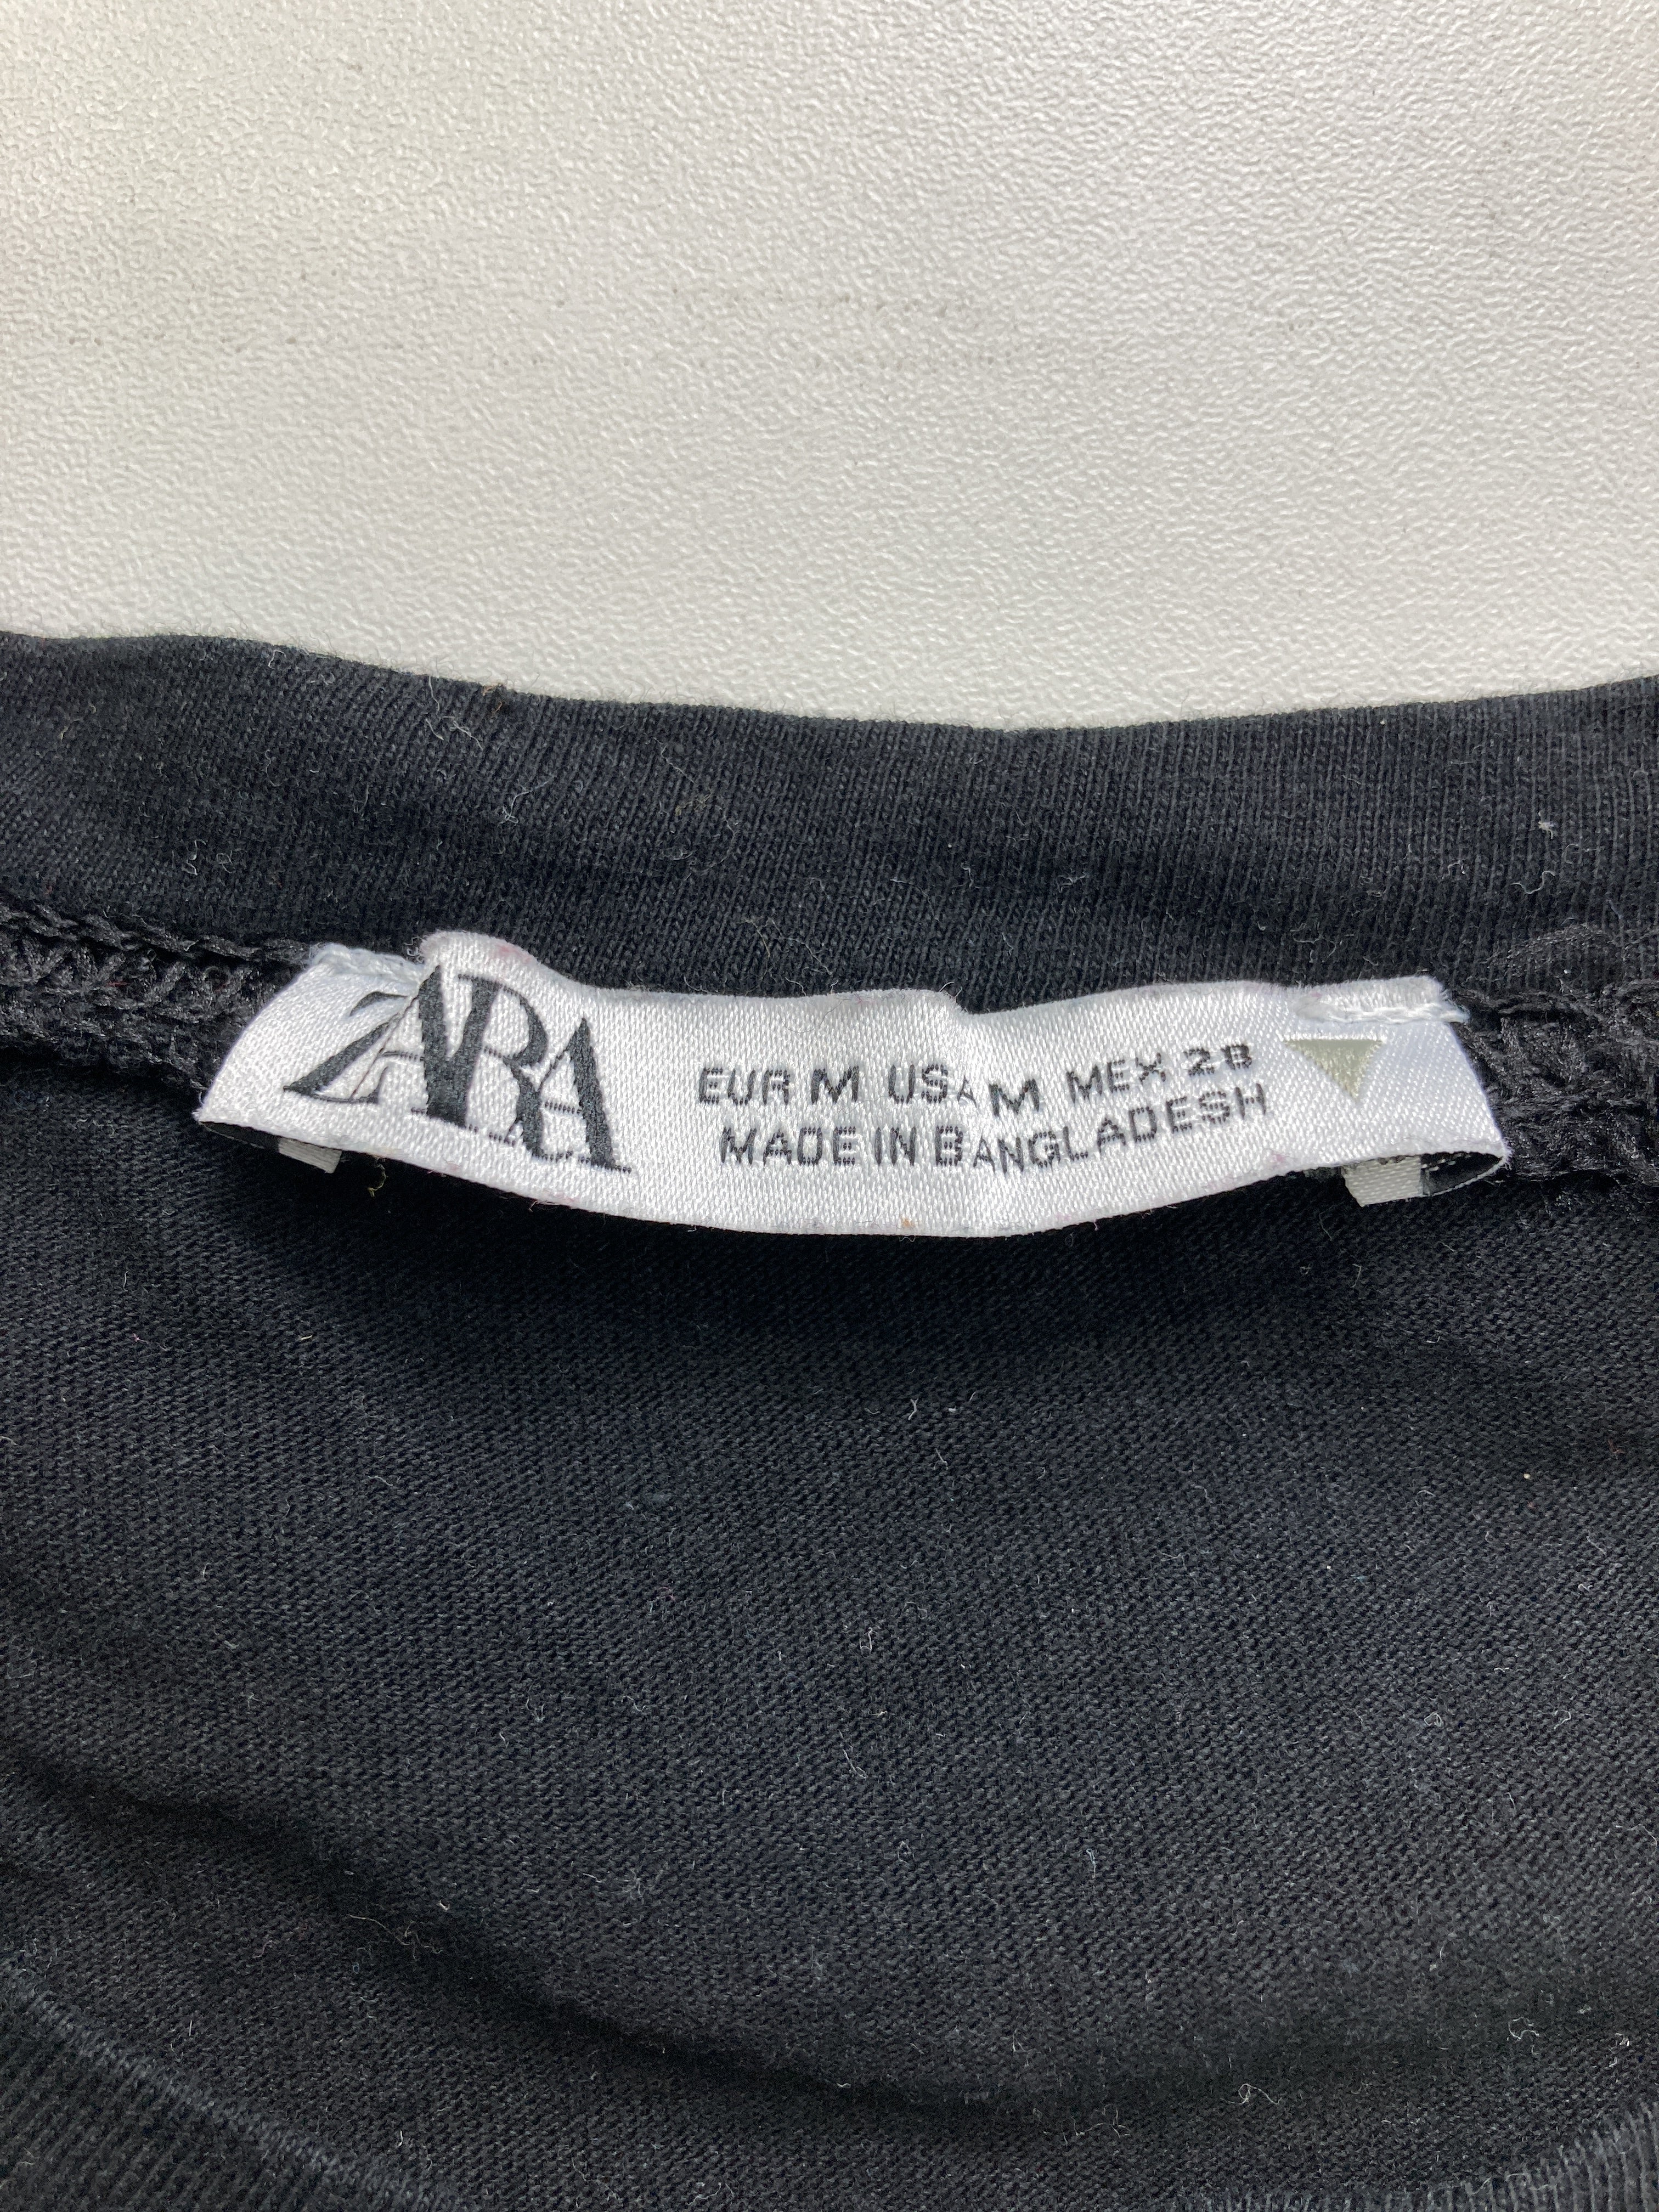 ZARA
EUR M USA M MEX 28
MADE IN BANGLADESH